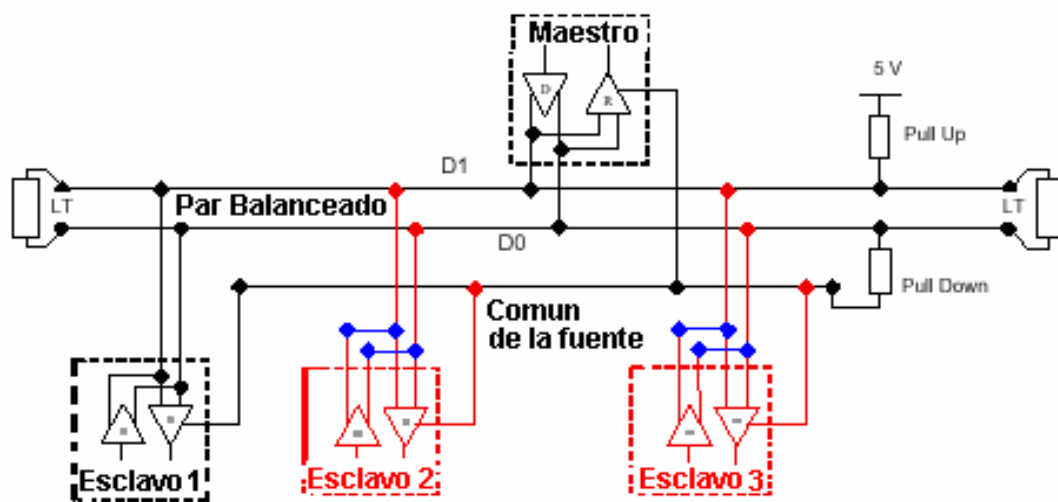 Maestro
5 V
D
R
Pull Up
D1
LT
Par Balanceado
LT
D0
Pull Down
Comun
de la fuente
Esclavo 1
Esclavo 2
Esclavo 3